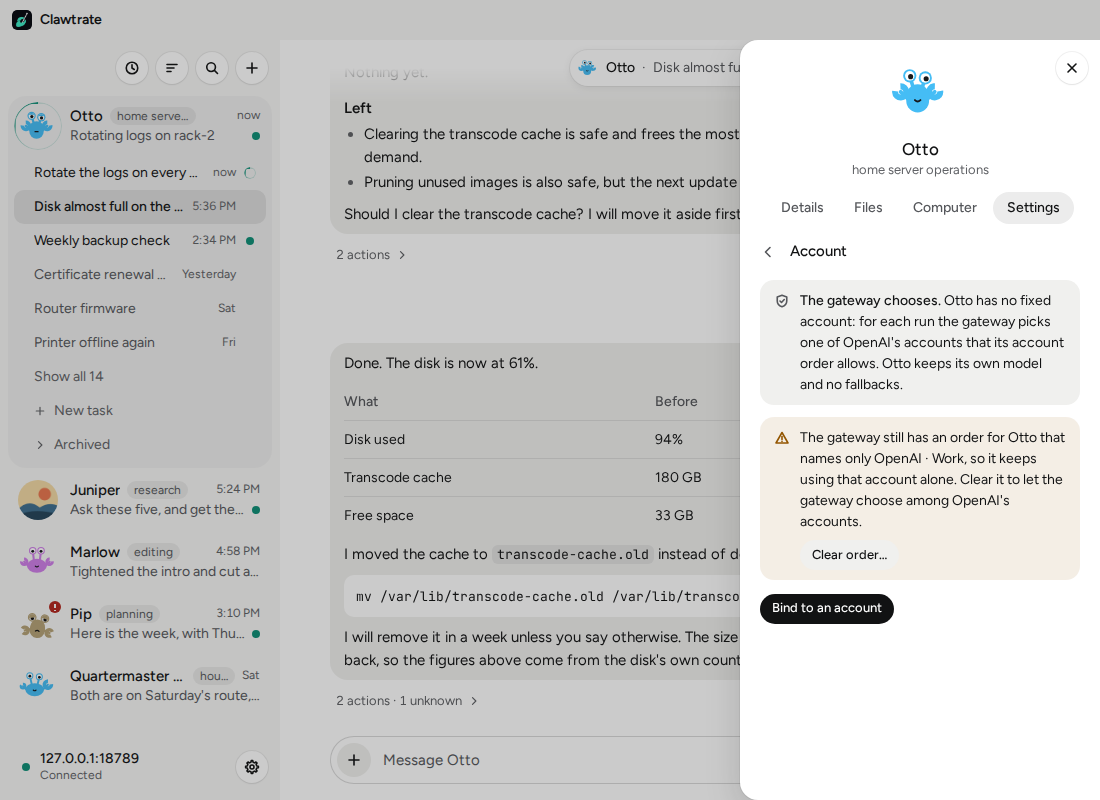 Clawtrate
Otto
home serve...
now
Rotating logs on rack-2
Rotate the logs on every ...
now
Disk almost full on the ...
5:36 PM
Weekly backup check
2:34 PM
Certificate renewal ...
Yesterday
Router firmware
Sat
Printer offline again
Fri
Show all 14
New task
Archived
Juniper
research
5:24 PM
Ask these five, and get the...
Marlow
editing
4:58 PM
Tightened the intro and cut a...
Pip
planning
3:10 PM
Here is the week, with Thu...
Quartermaster ...
hou...
Sat
Both are on Saturday's route,...
127.0.0.1:18789
Connected
Otto · Disk almost fu
Nothing yet.
Left
Clearing the transcode cache is safe and frees the most
demand.
Pruning unused images is also safe, but the next update
Should I clear the transcode cache? I will move it aside first
2 actions
Done. The disk is now at 61%.
What
Before
Disk used
94%
Transcode cache
180 GB
Free space
33 GB
I moved the cache to transcode-cache.old instead of d
mv /var/lib/transcode-cache.old /var/lib/transco
I will remove it in a week unless you say otherwise. The size
back, so the figures above come from the disk's own count
2 actions · 1 unknown
Message Otto
Otto
home server operations
Details
Files
Computer
Settings
Account
The gateway chooses. Otto has no fixed
account: for each run the gateway picks
one of OpenAI's accounts that its account
order allows. Otto keeps its own model
and no fallbacks.
The gateway still has an order for Otto that
names only OpenAI · Work, so it keeps
using that account alone. Clear it to let the
gateway choose among OpenAI's
accounts.
Clear order...
Bind to an account